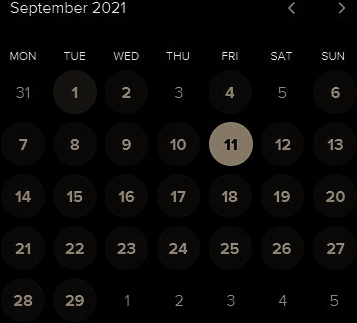 September 2021
MON TUE WED THU FRI SAT SUN
31 1 2 3 4 5 6
7 8 9 10 11 12 13
14 15 16 17 18 19 20
21 22 23 24 25 26 27
28 29 1 2 3 4 5